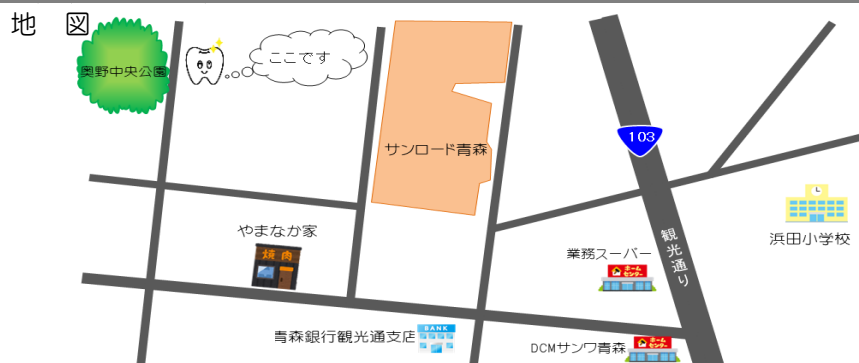 地 図
奥野中央公園
ここです
サンロード青森
103
観光通り
浜田小学校
やまなか家
焼肉
業務スーパー
ホーム
センター
青森銀行観光通支店
BANK
DCMサンワ青森
ホーム
センター